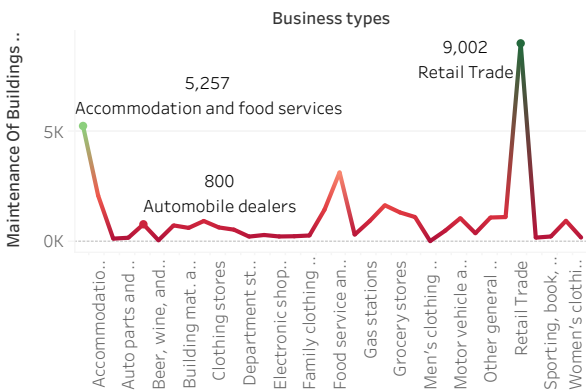 Business types
Maintenance Of Buildings ..
5K
0K
5,257
Accommodation and food services
800
Automobile dealers
9,002
Retail Trade
Accommodatio..
Auto parts and ..
Beer, wine, and..
Building mat. a..
Clothing stores
Department st..
Electronic shop..
Family clothing ..
Food service an..
Gas stations
Grocery stores
Men's clothing ..
Motor vehicle a..
Other general ..
Retail Trade
Sporting, book, ..
Women's clothi..